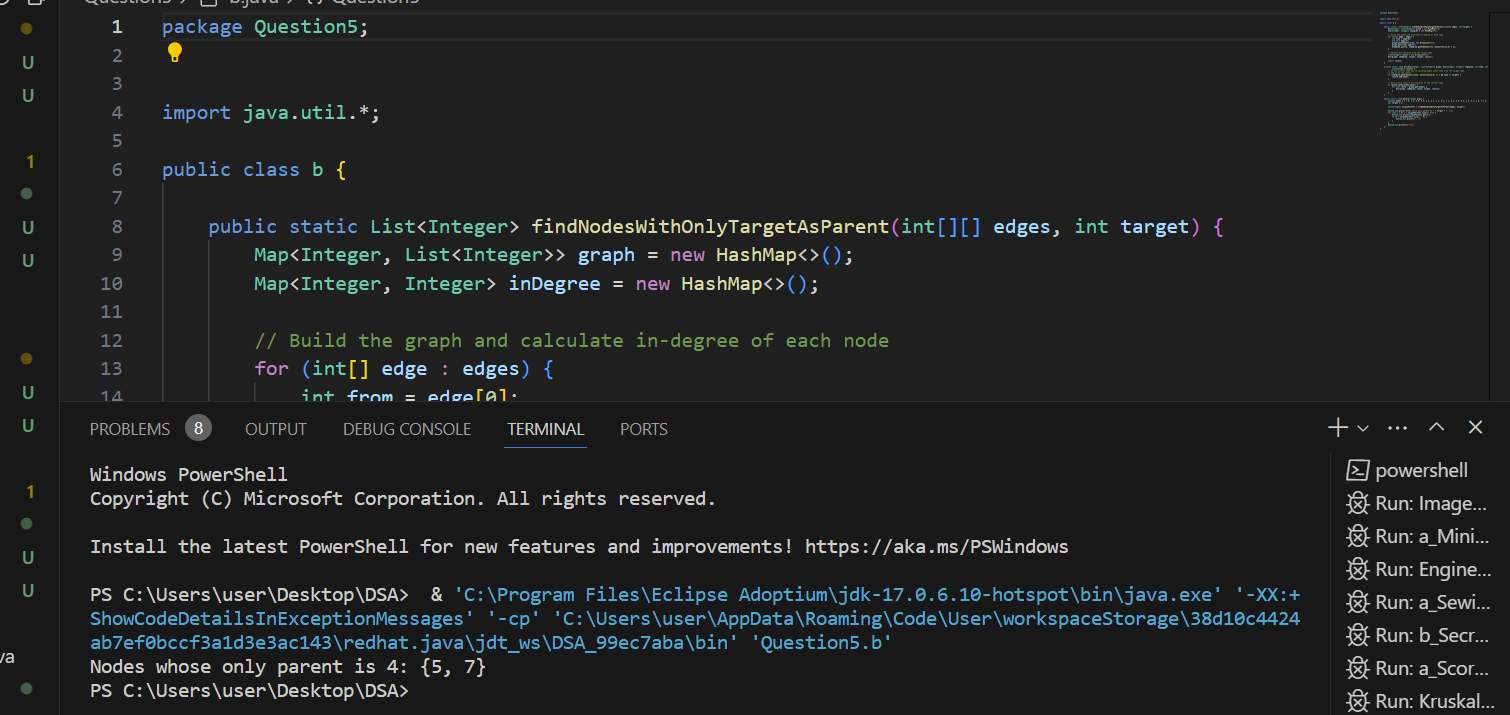 b.java
Question5
1 package Question5;
2
3
4 import java.util.*;
5
6 public class b {
7
8 public static List<Integer> findNodesWithOnlyTargetAsParent(int[][] edges, int target) {
9 Map<Integer, List<Integer>> graph = new HashMap<>();
10 Map<Integer, Integer> inDegree = new HashMap<>();
11
12 // Build the graph and calculate in-degree of each node
13 for (int[] edge : edges) {
14 int from = edge[0];
U
U
1
U
U
U
U
1
U
U
va
PROBLEMS 8 OUTPUT DEBUG CONSOLE TERMINAL PORTS
Windows PowerShell
Copyright (C) Microsoft Corporation. All rights reserved.
Install the latest PowerShell for new features and improvements! https://aka.ms/PSWindows
PS C:\Users\user\Desktop\DSA>  & 'C:\Program Files\Eclipse Adoptium\jdk-17.0.6.10-hotspot\bin\java.exe' '-XX:+
ShowCodeDetailsInExceptionMessages' '-cp' 'C:\Users\user\AppData\Roaming\Code\User\workspaceStorage\38d10c4424
ab7ef0bccf3a1d3e3ac143\redhat.java\jdt_ws\DSA_99ec7aba\bin' 'Question5.b'
Nodes whose only parent is 4: {5, 7}
PS C:\Users\user\Desktop\DSA>
powershell
Run: Image...
Run: a_Mini...
Run: Engine...
Run: a_Sewi...
Run: b_Secr...
Run: a_Scor...
Run: Kruskal...